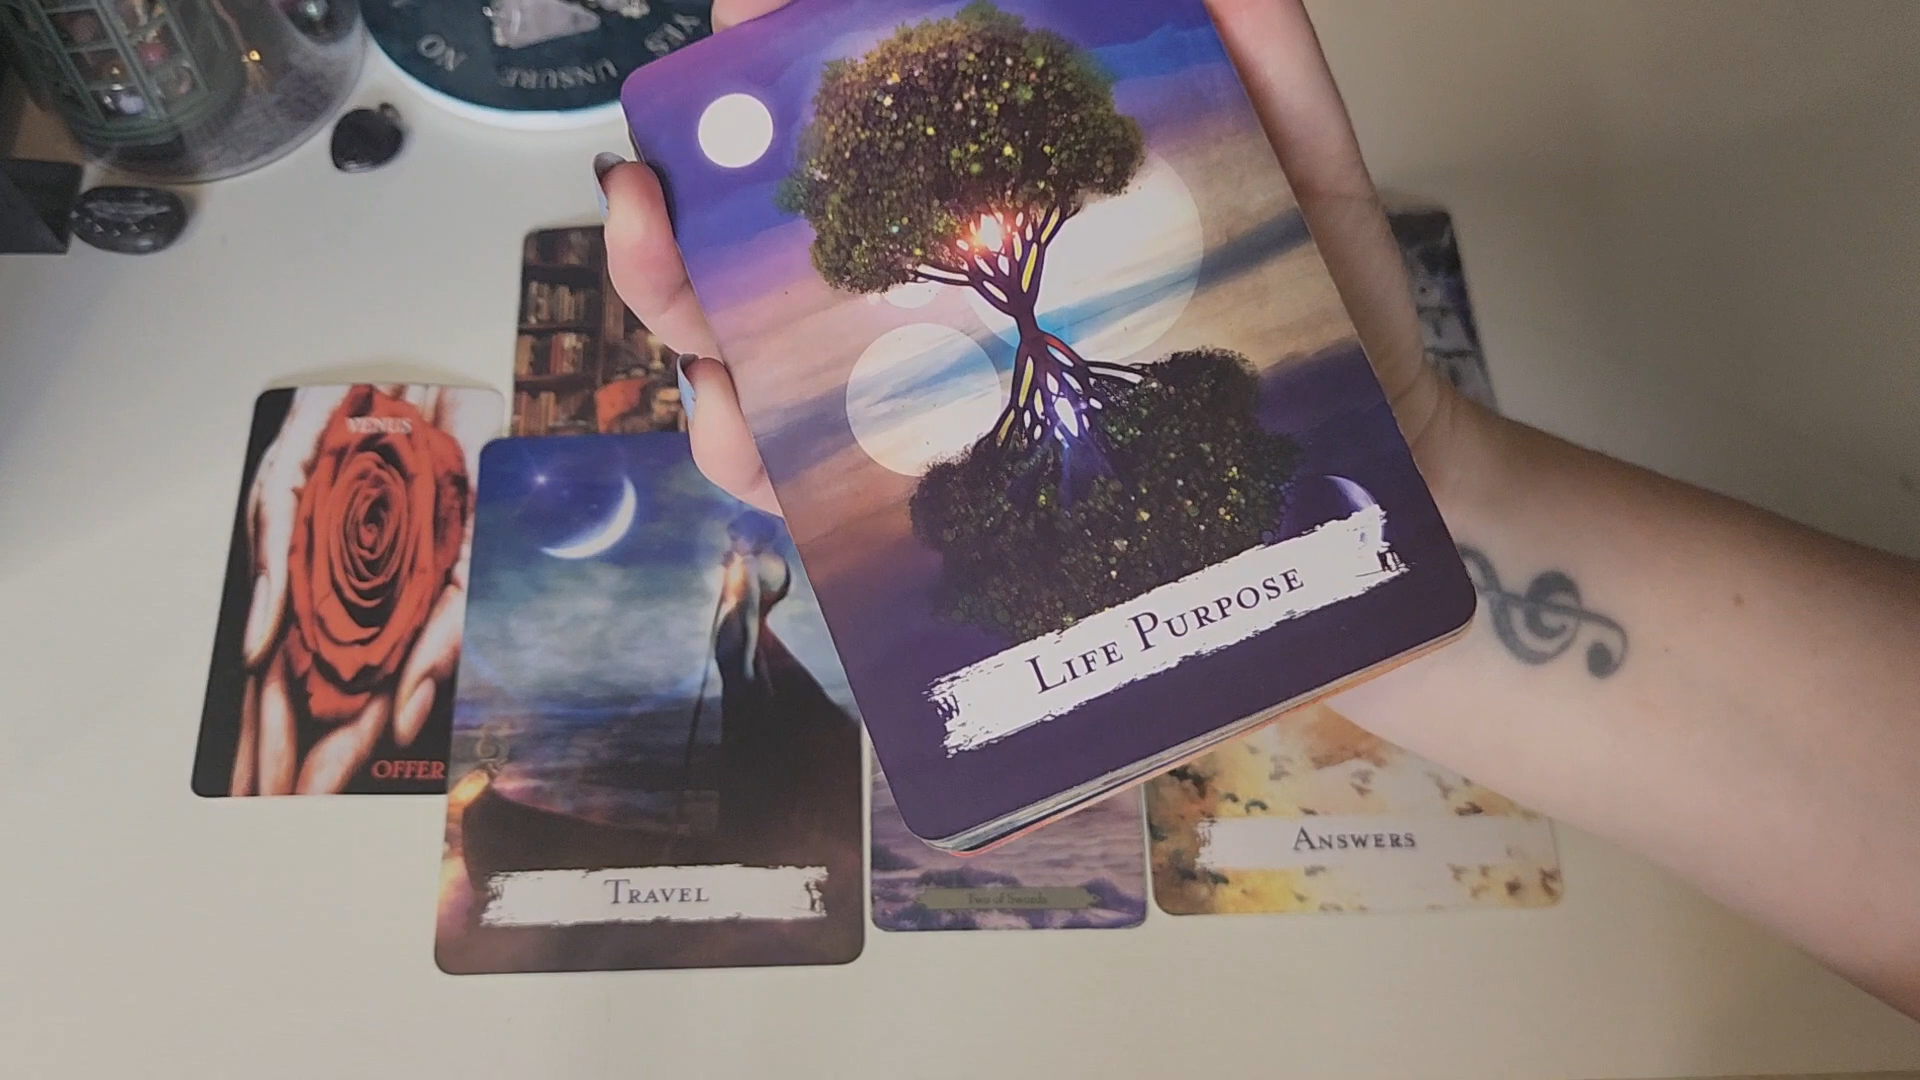 NO
UNSURE
YES
VENUS
OFFER
LIFE PURPOSE
TRAVEL
Two of Swords
ANSWERS